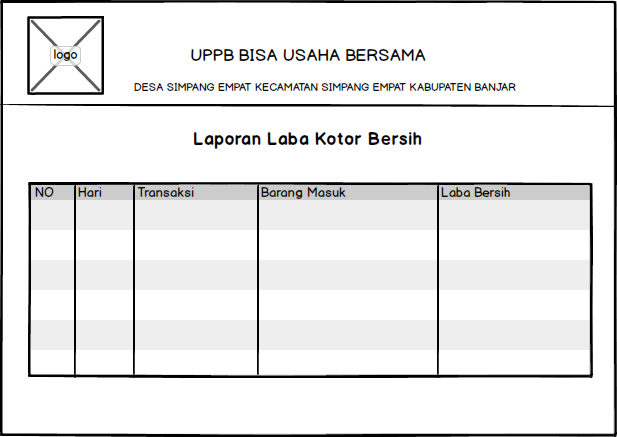 logo
UPPB BISA USAHA BERSAMA
DESA SIMPANG EMPAT KECAMATAN SIMPANG EMPAT KABUPATEN BANJAR
Laporan Laba Kotor Bersih
NO Hari Transaksi Barang Masuk Laba Bersih